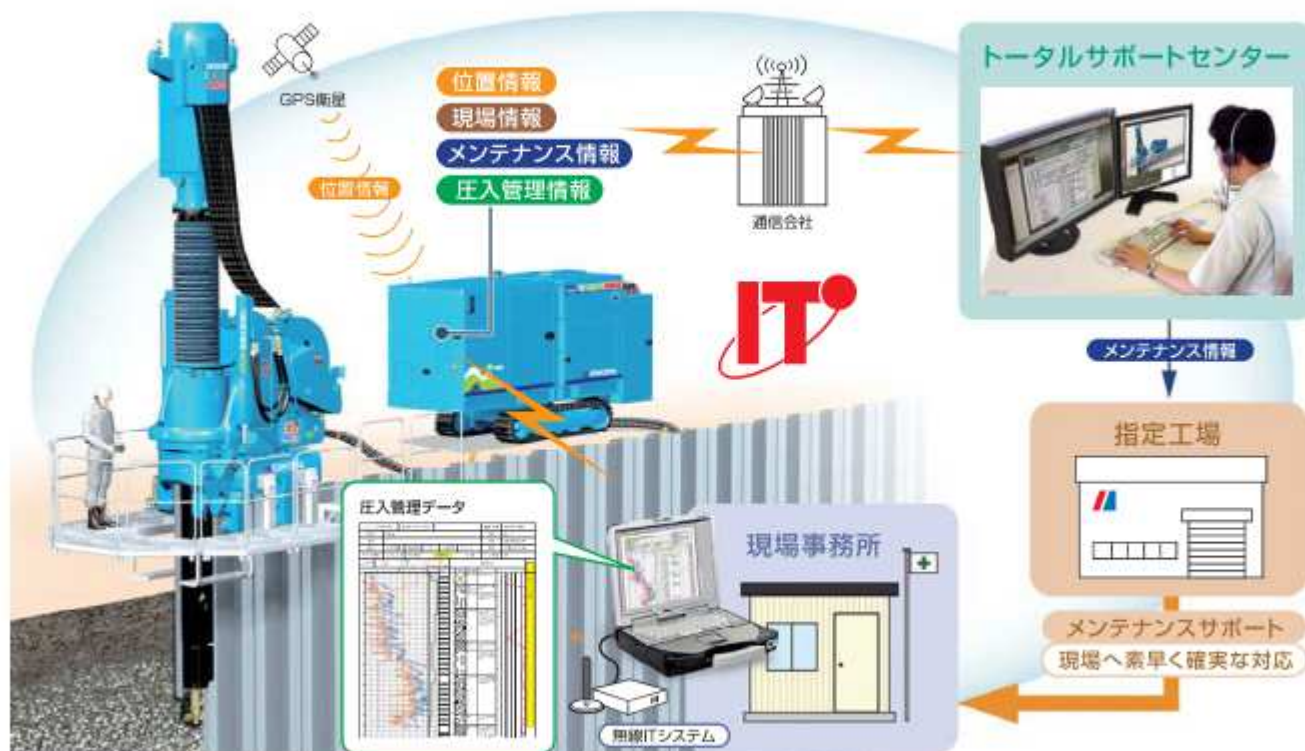 GPS衛星
位置情報
位置情報
現場情報
メンテナンス情報
圧入管理情報
通信会社
トータルサポートセンター
IT
メンテナンス情報
指定工場
メンテナンスサポート
現場へ素早く確実な対応
圧入管理データ
現場事務所
無線ITシステム